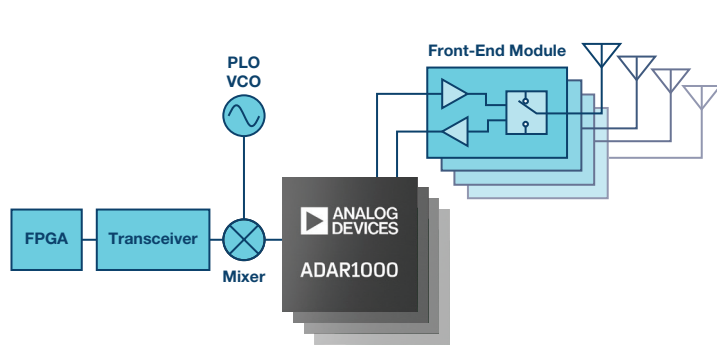 Front-End Module
PLO
VCO
ANALOG
DEVICES
FPGA
Transceiver
ADAR1000
Mixer